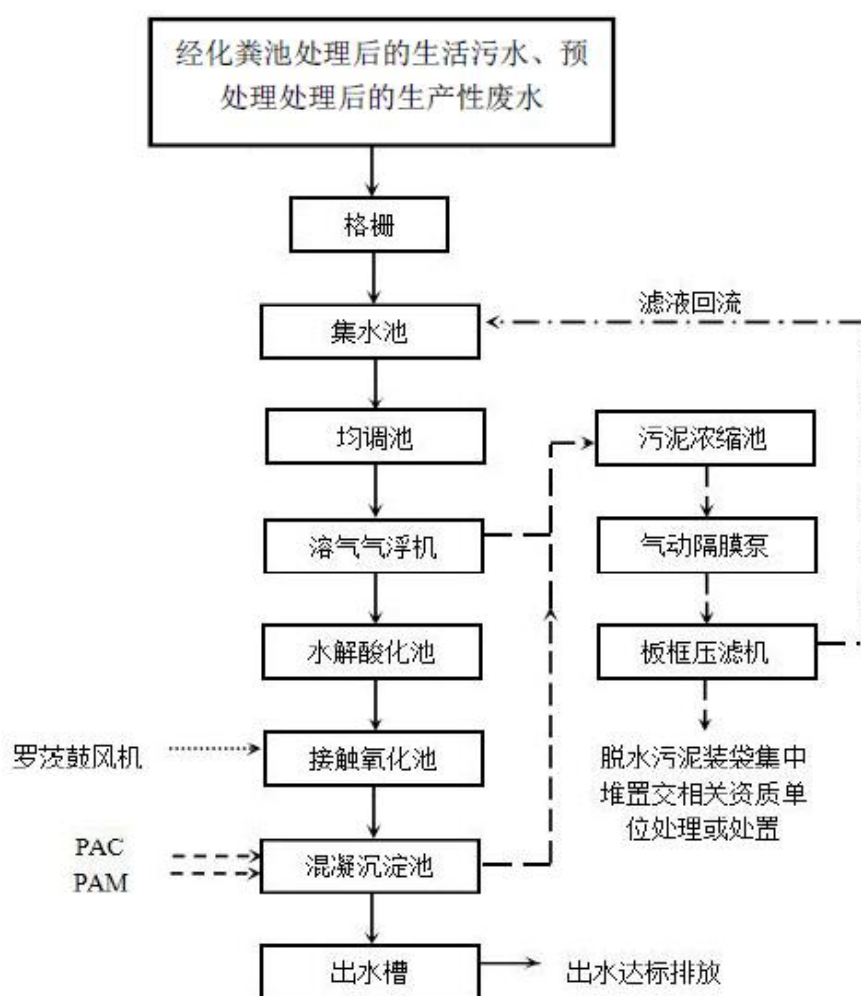 经化粪池处理后的生活污水、预
处理处理后的生产性废水
格栅
滤液回流
集水池
均调池
污泥浓缩池
溶气气浮机
气动隔膜泵
水解酸化池
板框压滤机
罗茨鼓风机
接触氧化池
脱水污泥装袋集中
堆置交相关资质单
位处理或处置
PAC
PAM
混凝沉淀池
出水槽
出水达标排放